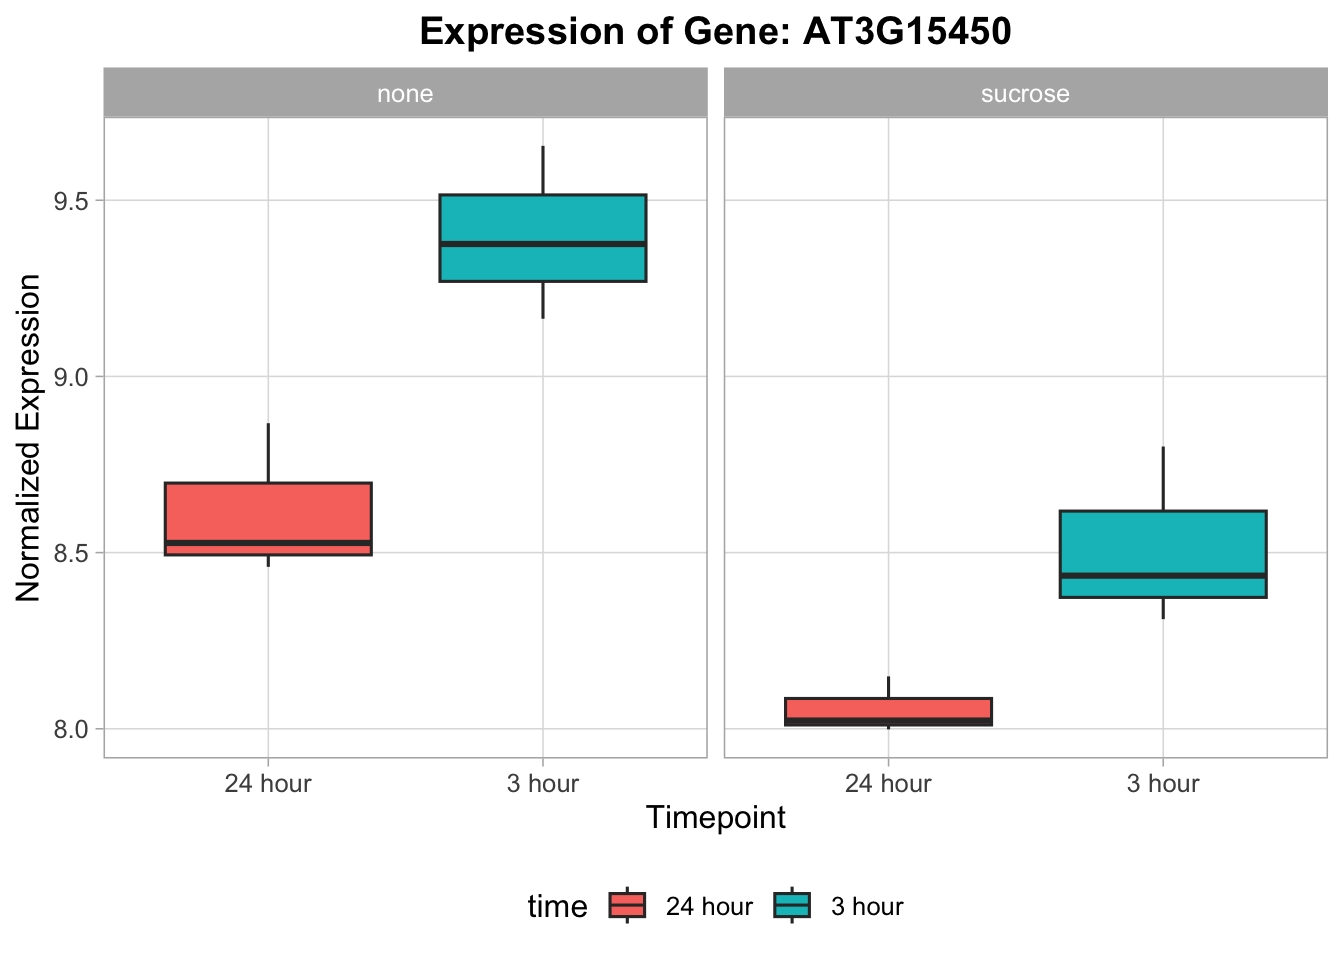 Expression of Gene: AT3G15450
none
sucrose
Normalized Expression
9.5
9.0
8.5
8.0
24 hour
3 hour
24 hour
3 hour
Timepoint
time
24 hour
3 hour